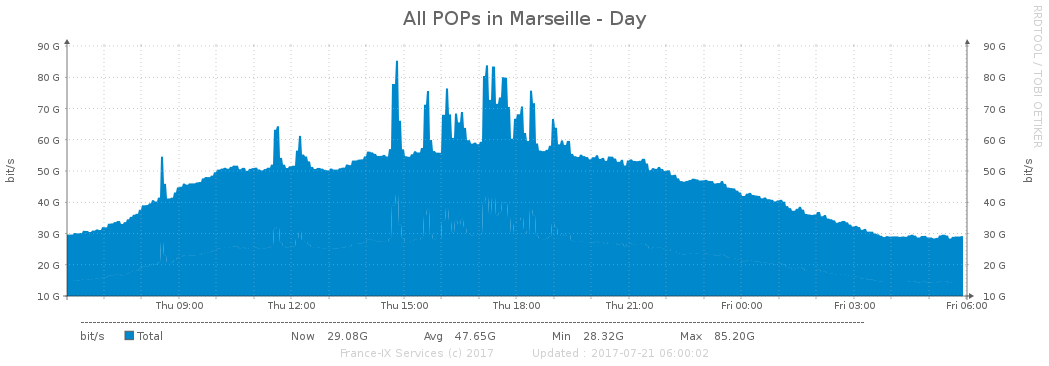 All POPs in Marseille - Day
RRDTOOL / TOBI OETIKER
bit/s
90 G 90 G
80 G 80 G
70 G 70 G
60 G 60 G
50 G 50 G
40 G 40 G
30 G 30 G
20 G 20 G
10 G 10 G
bit/s
Thu 09:00 Thu 12:00 Thu 15:00 Thu 18:00 Thu 21:00 Fri 00:00 Fri 03:00 Fri 06:00
bit/s Total Now 29.08G Avg 47.65G Min 28.32G Max 85.20G
France-IX Services (c) 2017 Updated : 2017-07-21 06:00:02